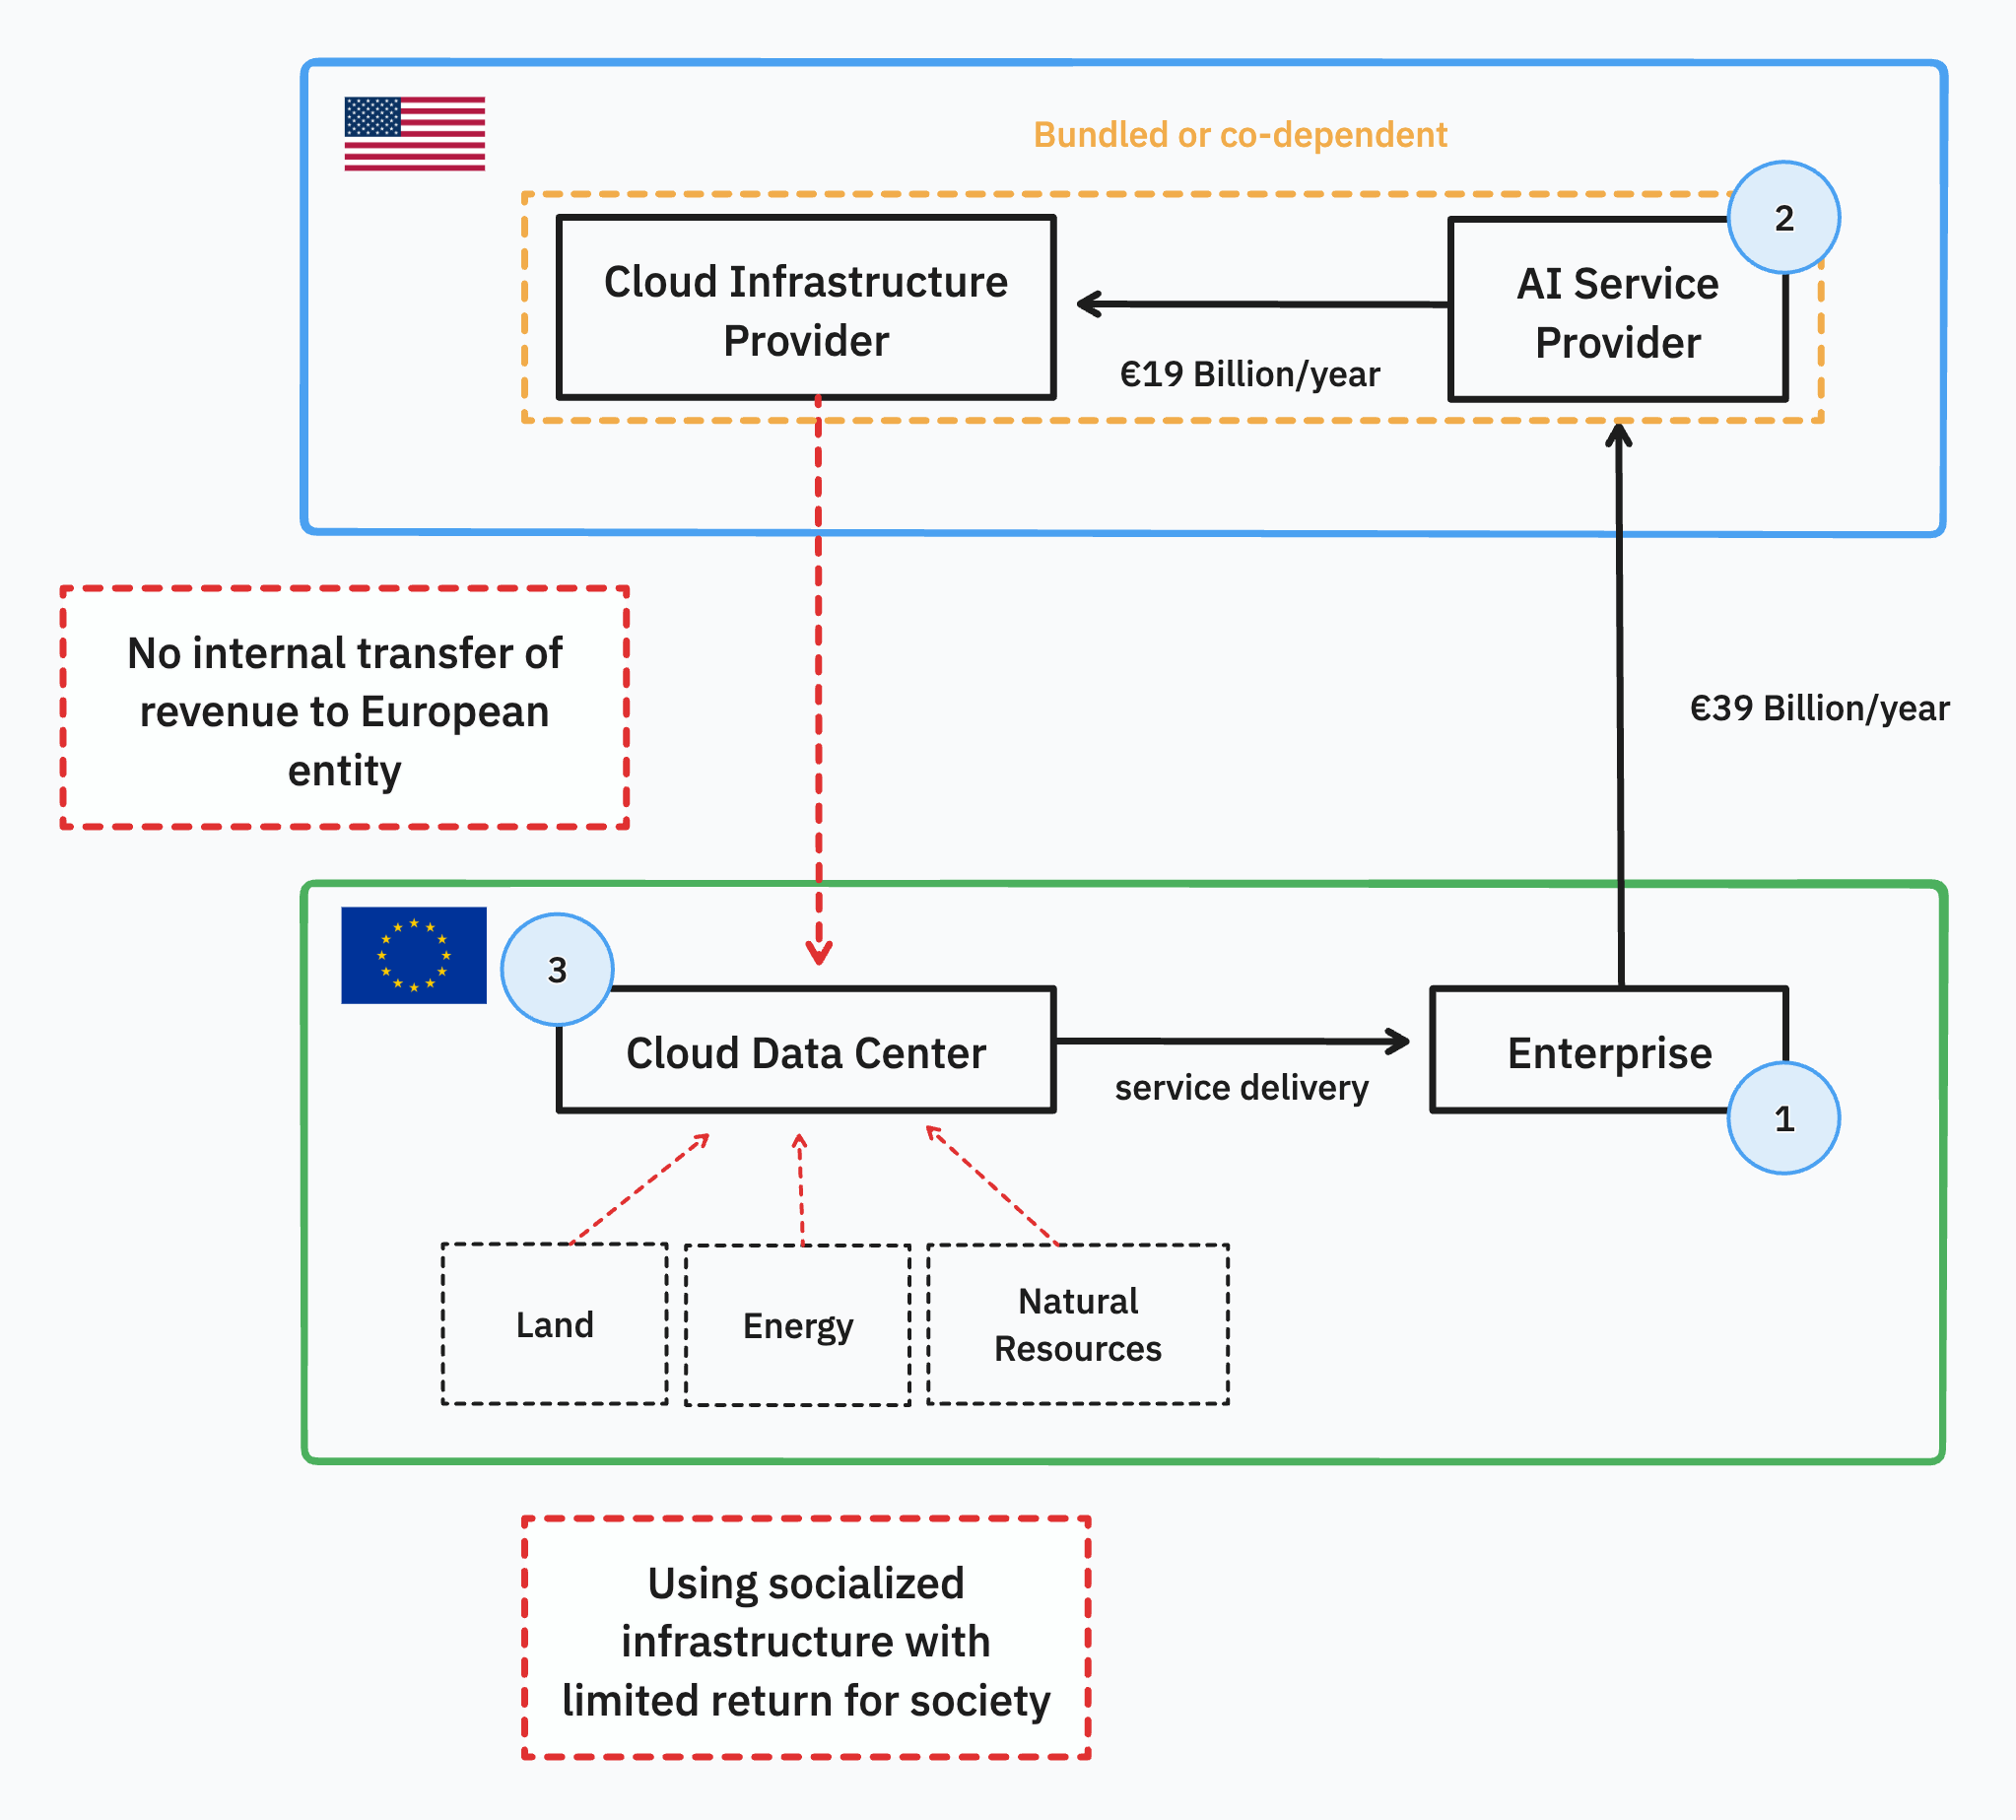 Bundled or co-dependent
2
Cloud Infrastructure
Provider
AI Service
Provider
€19 Billion/year
No internal transfer of
revenue to European
entity
€39 Billion/year
3
Cloud Data Center
service delivery
Enterprise
1
Land
Energy
Natural
Resources
Using socialized
infrastructure with
limited return for society